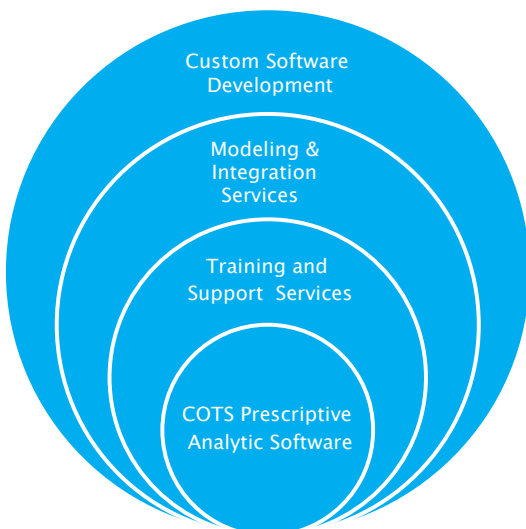 Custom Software
Development
Modeling &
Integration
Services
Training and
Support Services
COTS Prescriptive
Analytic Software